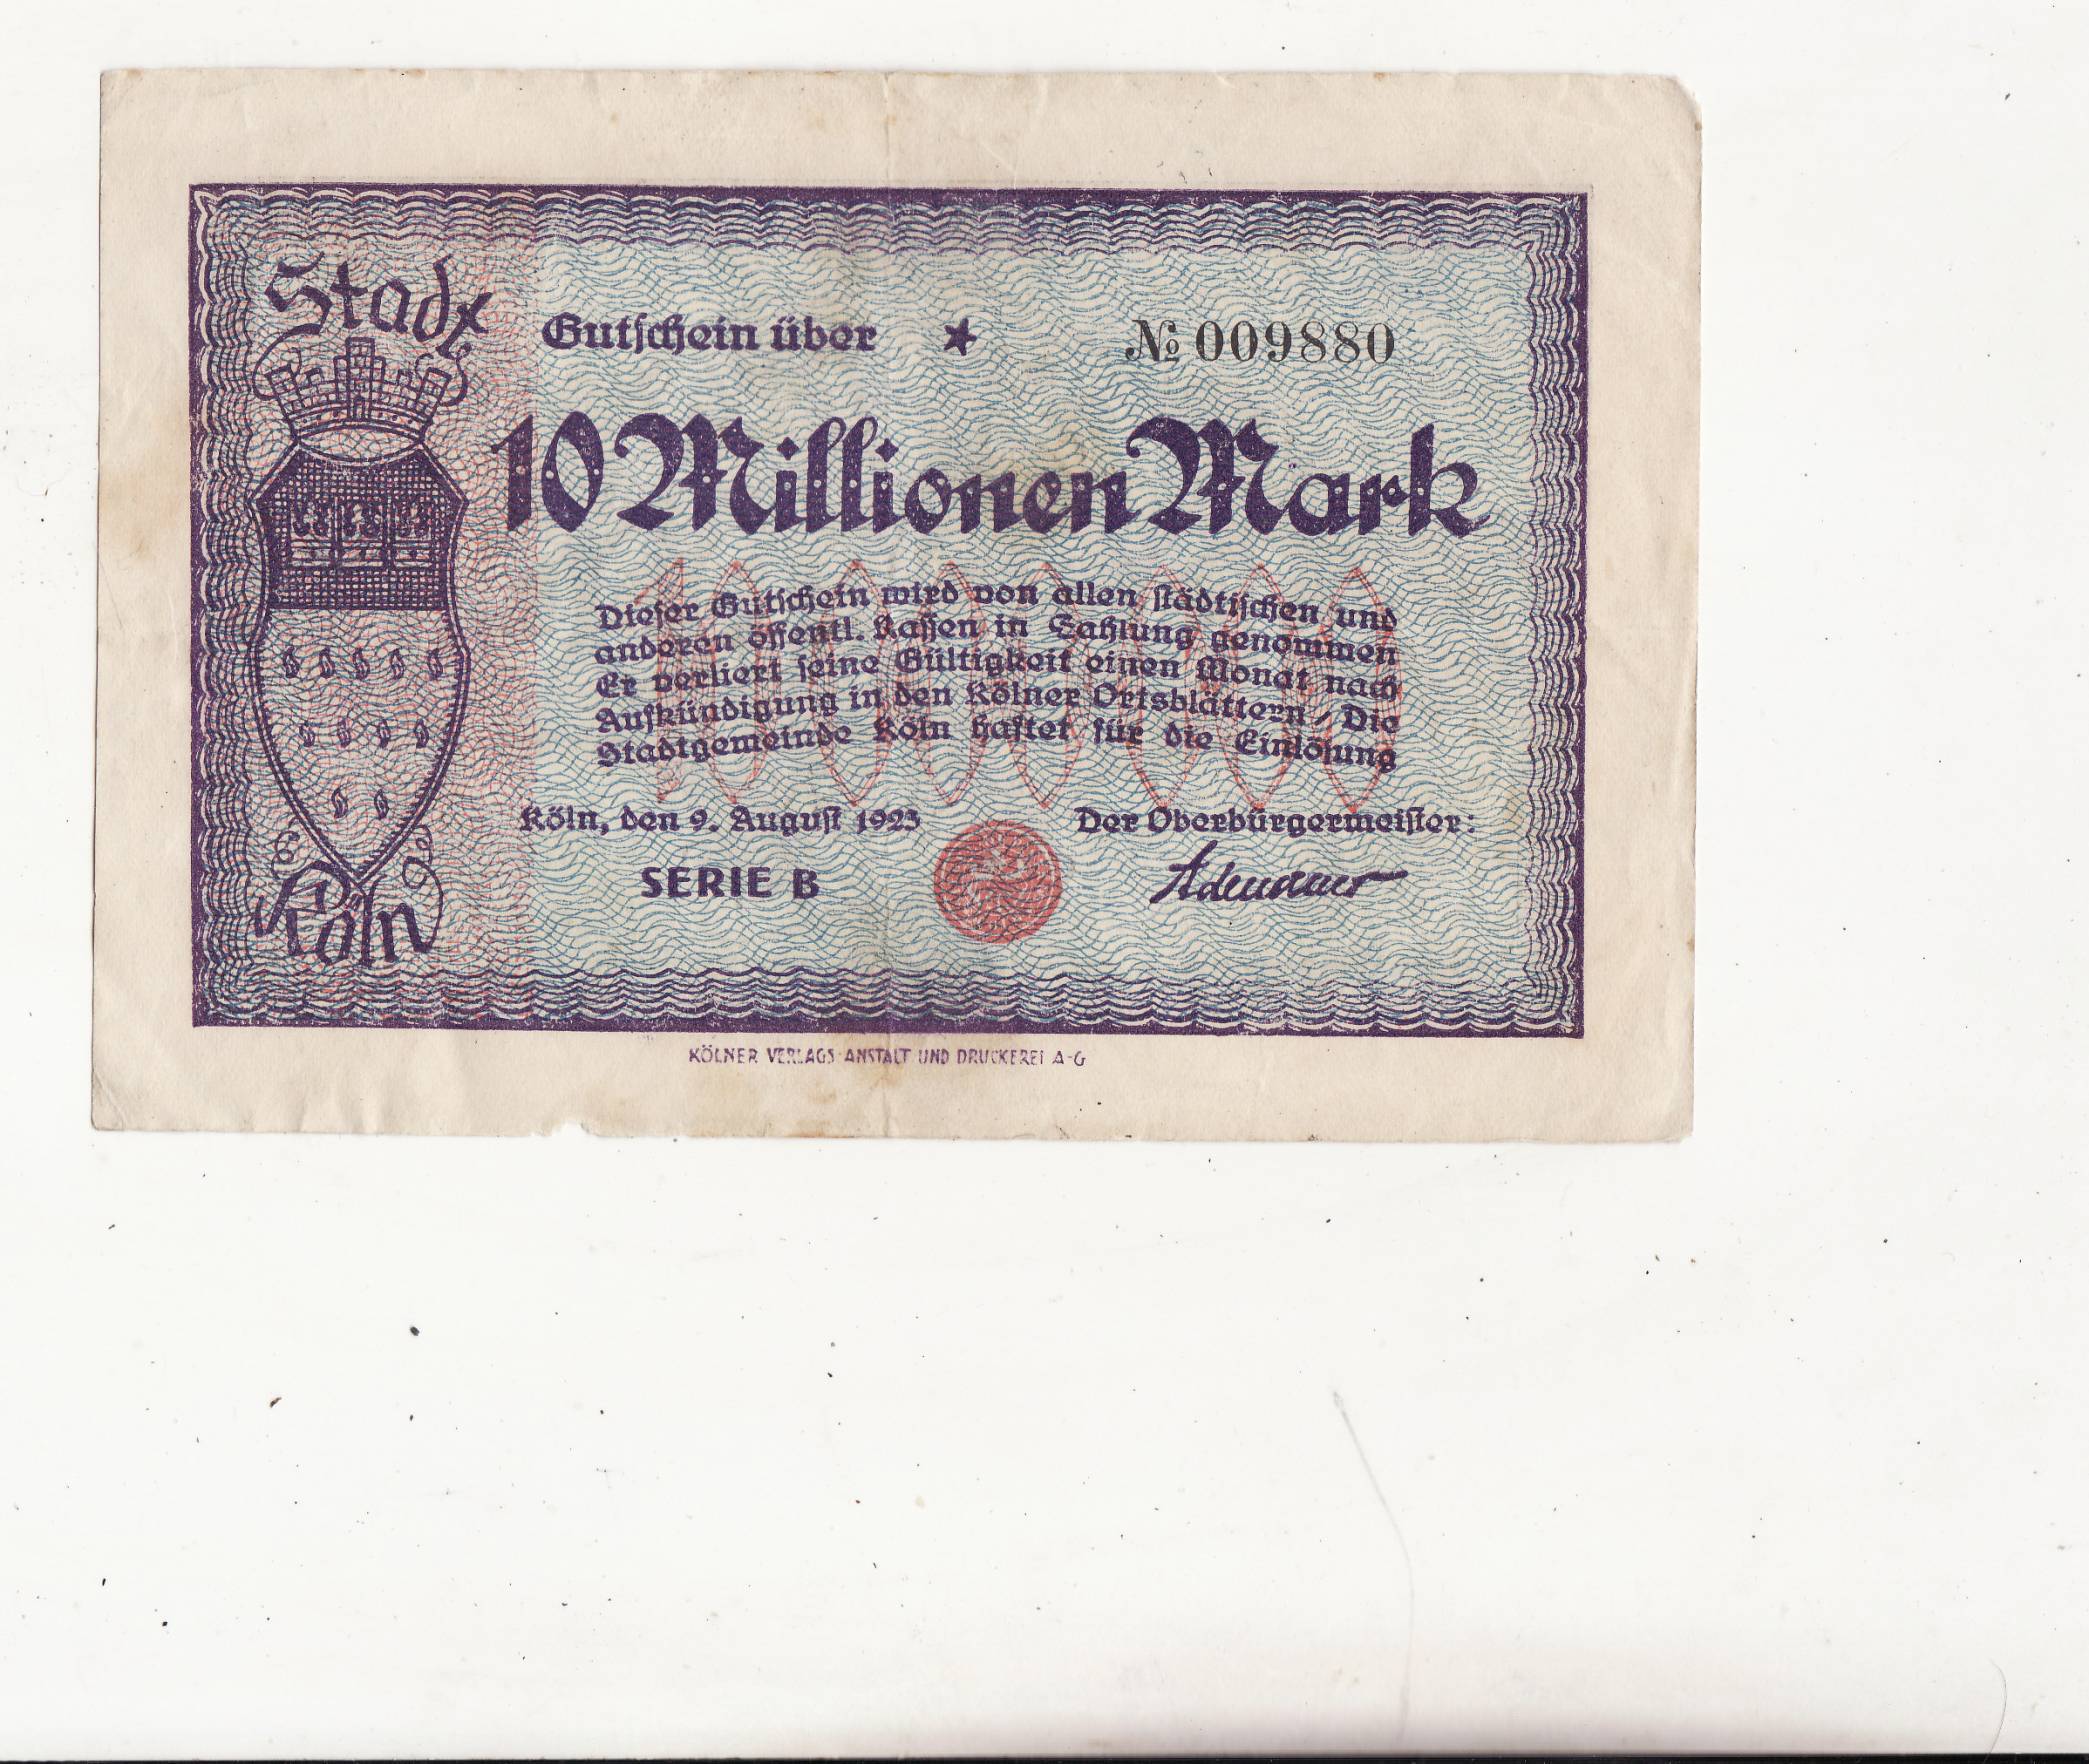 Stadt
Köln
Gutschein über ★ № 009880
10 Millionen Mark
10000000
Dieser Gutschein wird von allen städtischen und
anderen öffentl. Kassen in Zahlung genommen
Er verliert seine Gültigkeit einen Monat nach
Aufkündigung in den Kölner Ortsblättern / Die
Stadtgemeinde Köln haftet für die Einlösung
Köln, den 9. August 1923 Der Oberbürgermeister:
SERIE B Adenauer
KÖLNER VERLAGS-ANSTALT UND DRUCKEREI A-G